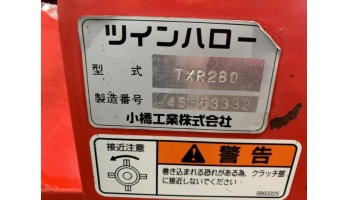 ツインハロー
型式 TXR280
製造番号 45353332
小橋工業株式会社
接近注意
警告
巻き込まれる恐れがある為、クラッチ部
に接近しないでください